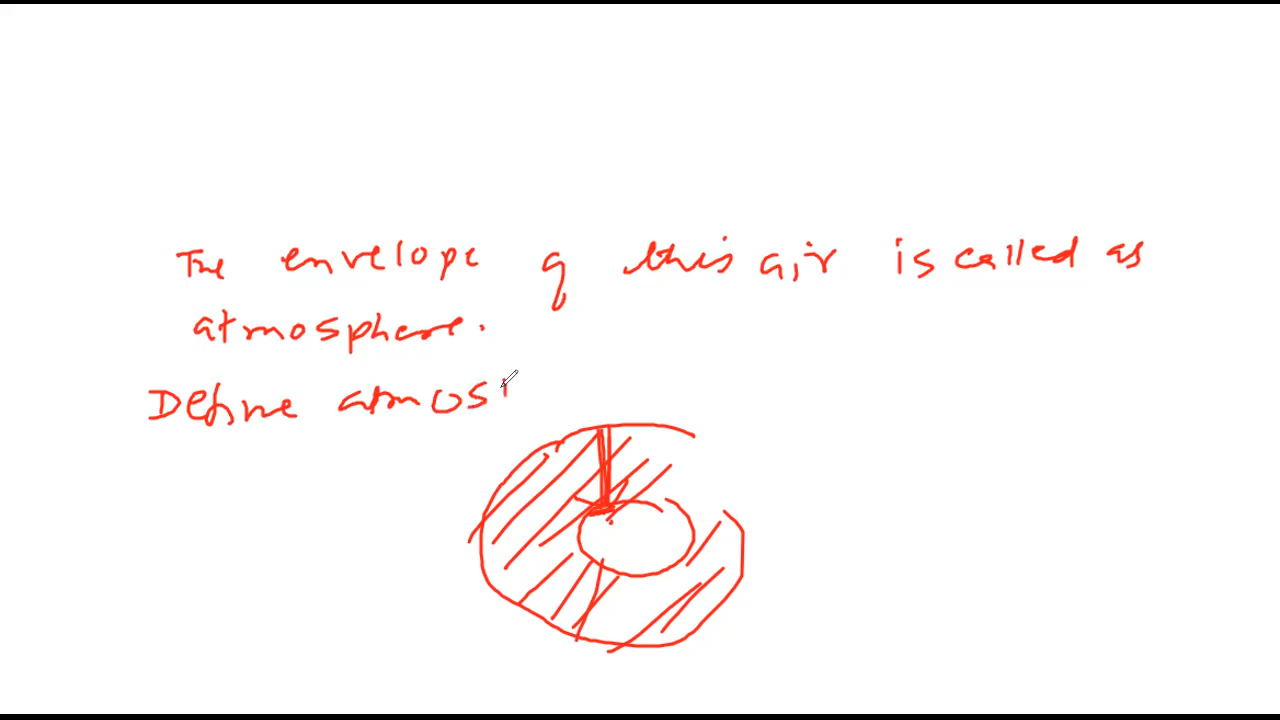 The envelope of this air is called as
atmosphere.
Define atmos